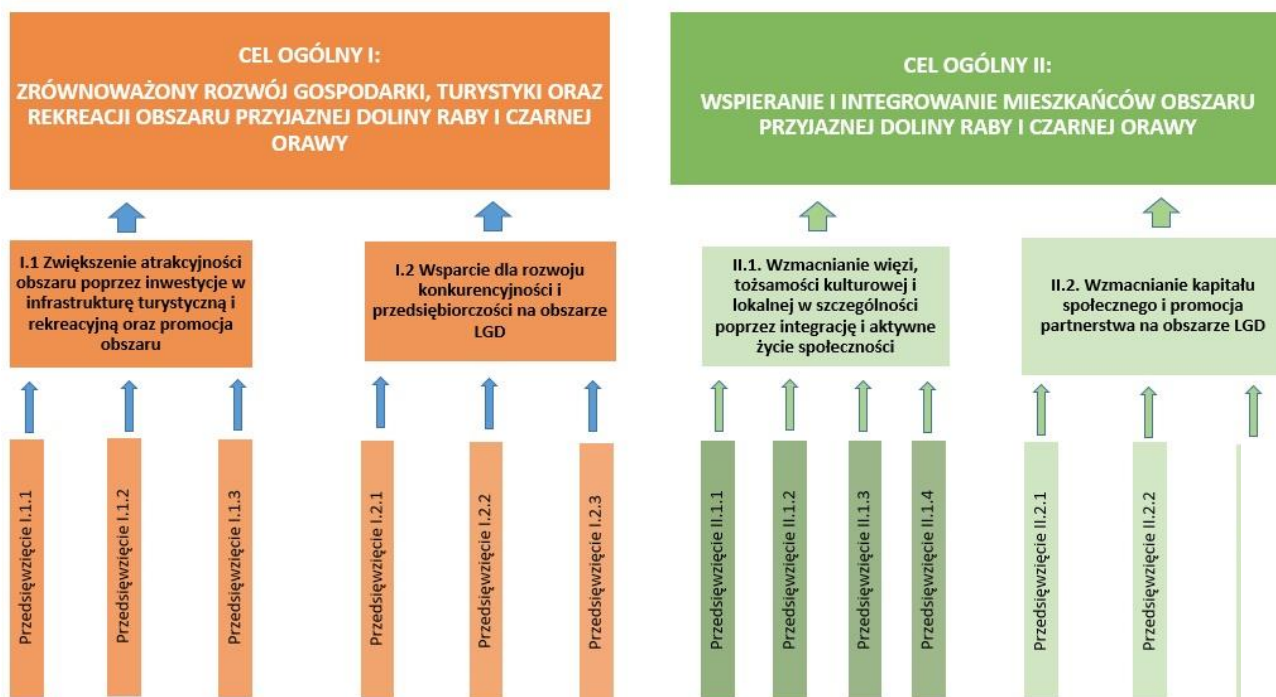 CEL OGÓLNY I:
ZRÓWNOWAŻONY ROZWÓJ GOSPODARKI, TURYSTYKI ORAZ
REKREACJI OBSZARU PRZYJAZNEJ DOLINY RABY I CZARNEJ
ORAWY
CEL OGÓLNY II:
WSPIERANIE I INTEGROWANIE MIESZKAŃCÓW OBSZARU
PRZYJAZNEJ DOLINY RABY I CZARNEJ ORAWY
I.1 Zwiększenie atrakcyjności
obszaru poprzez inwestycje w
infrastrukturę turystyczną i
rekreacyjną oraz promocja
obszaru
I.2 Wsparcie dla rozwoju
konkurencyjności i
przedsiębiorczości na obszarze
LGD
II.1. Wzmacnianie więzi,
tożsamości kulturowej i
lokalnej w szczególności
poprzez integrację i aktywne
życie społeczności
II.2. Wzmacnianie kapitału
społecznego i promocja
partnerstwa na obszarze LGD
Przedsięwzięcie I.1.1
Przedsięwzięcie I.1.2
Przedsięwzięcie I.1.3
Przedsięwzięcie I.2.1
Przedsięwzięcie I.2.2
Przedsięwzięcie I.2.3
Przedsięwzięcie II.1.1
Przedsięwzięcie II.1.2
Przedsięwzięcie II.1.3
Przedsięwzięcie II.1.4
Przedsięwzięcie II.2.1
Przedsięwzięcie II.2.2